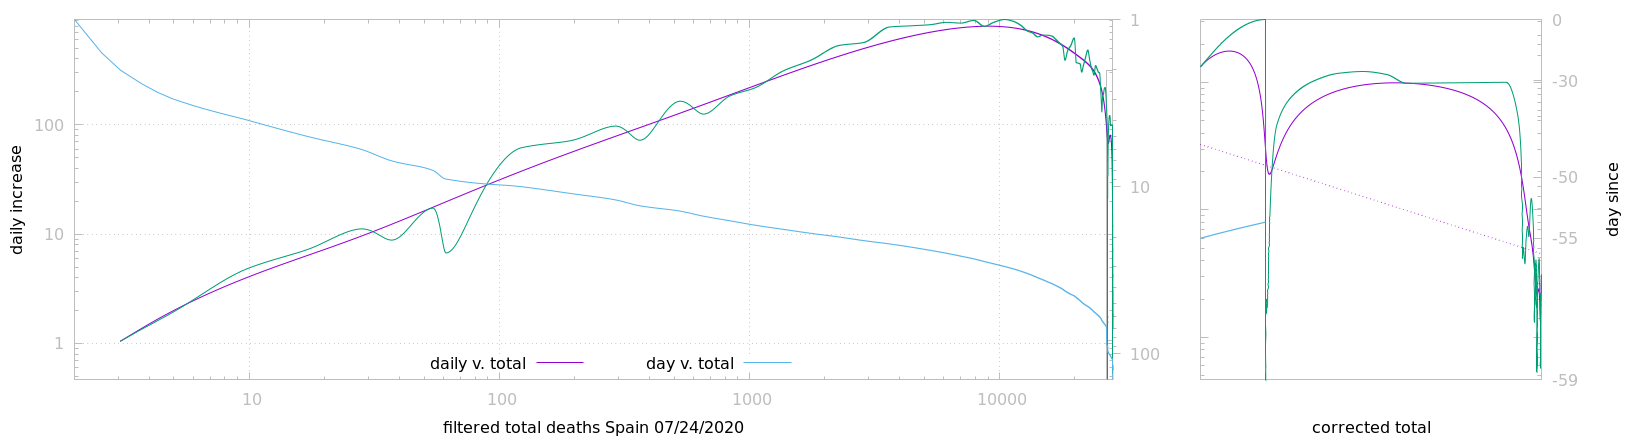 daily increase
100
10
1
10
100
1000
10000
1
10
100
daily v. total
day v. total
filtered total deaths Spain 07/24/2020
0
-30
-50
-55
-59
day since
corrected total